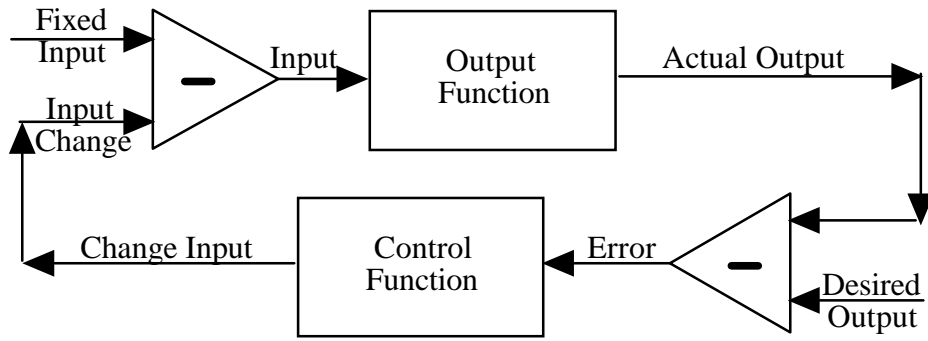 Fixed
Input
Input
Output
Function
Actual Output
Input
Change
Change Input
Control
Function
Error
Desired
Output